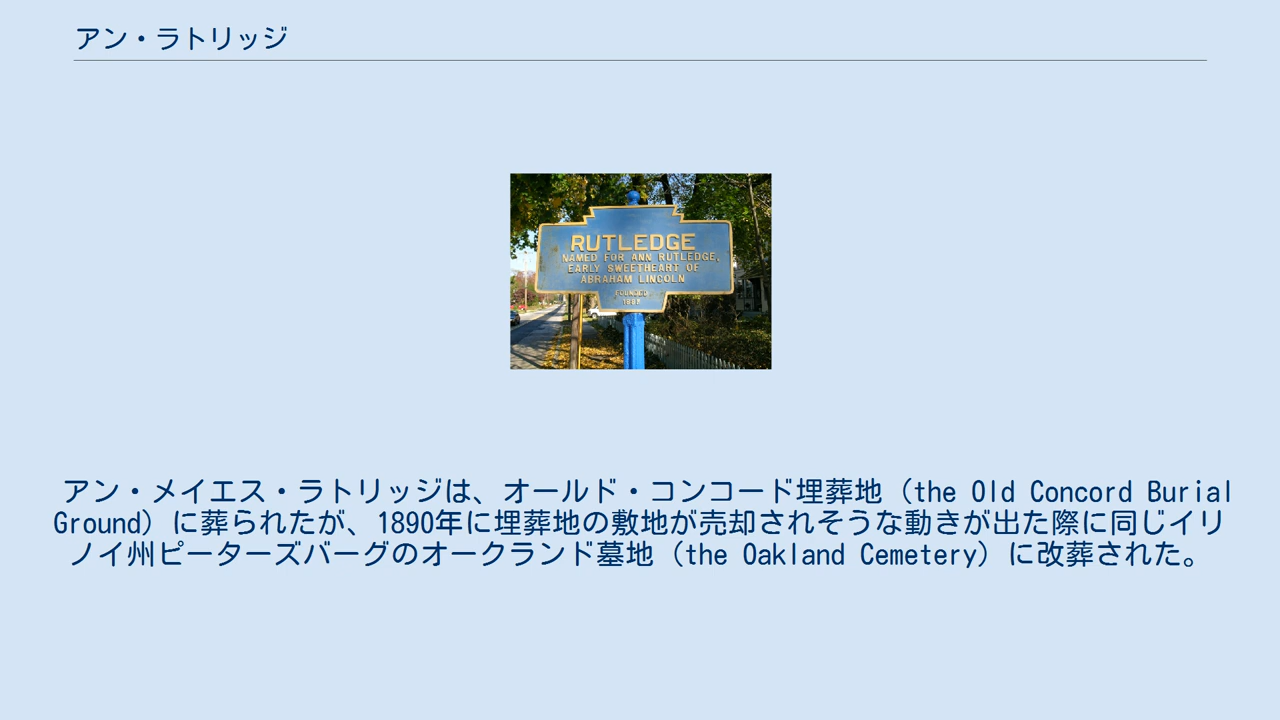 アン・ラトリッジ
RUTLEDGE
NAMED FOR ANN RUTLEDGE,
EARLY SWEETHEART OF
ABRAHAM LINCOLN
FOUNDED
アン・メイエス・ラトリッジは、オールド・コンコード埋葬地（the Old Concord Burial
Ground）に葬られたが、1890年に埋葬地の敷地が売却されそうな動きが出た際に同じイリ
ノイ州ピーターズバーグのオークランド墓地（the Oakland Cemetery）に改葬された。